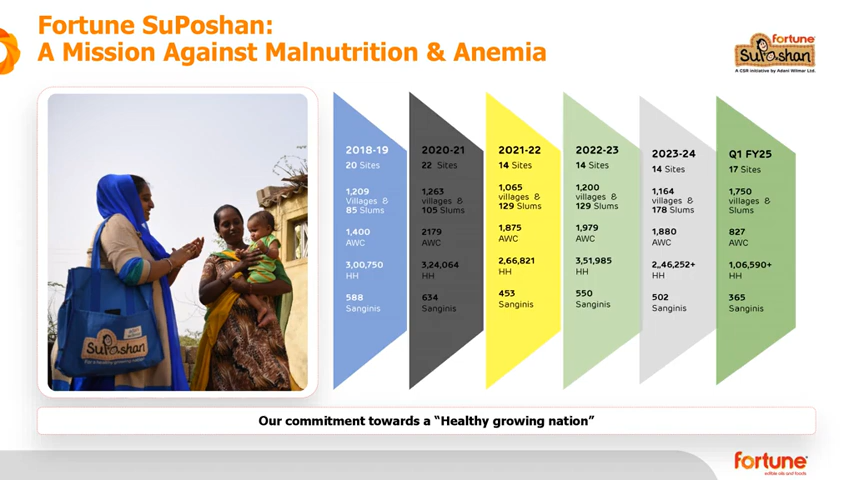 Fortune SuPoshan:
A Mission Against Malnutrition & Anemia
fortune
SuPoshan
A CSR initiative by Adani Wilmar Ltd.
SuPoshan
2018-19
20 Sites
1,209
Villages &
85 Slums
1,400
AWC
3,00,750
HH
588
Sanginis
2020-21
22 Sites
1,263
villages &
105 Slums
2179
AWC
3,24,064
HH
634
Sanginis
2021-22
14 Sites
1,065
villages &
129 Slums
1,875
AWC
2,66,821
HH
453
Sanginis
2022-23
14 Sites
1,200
villages &
129 Slums
1,979
AWC
3,51,985
HH
550
Sanginis
2023-24
14 Sites
1,164
villages &
178 Slums
1,880
AWC
2,,46,252+
HH
502
Sanginis
Q1 FY25
17 Sites
1,750
villages &
Slums
827
AWC
1,06,590+
HH
365
Sanginis
Our commitment towards a “Healthy growing nation”
fortune
edible oils and foods